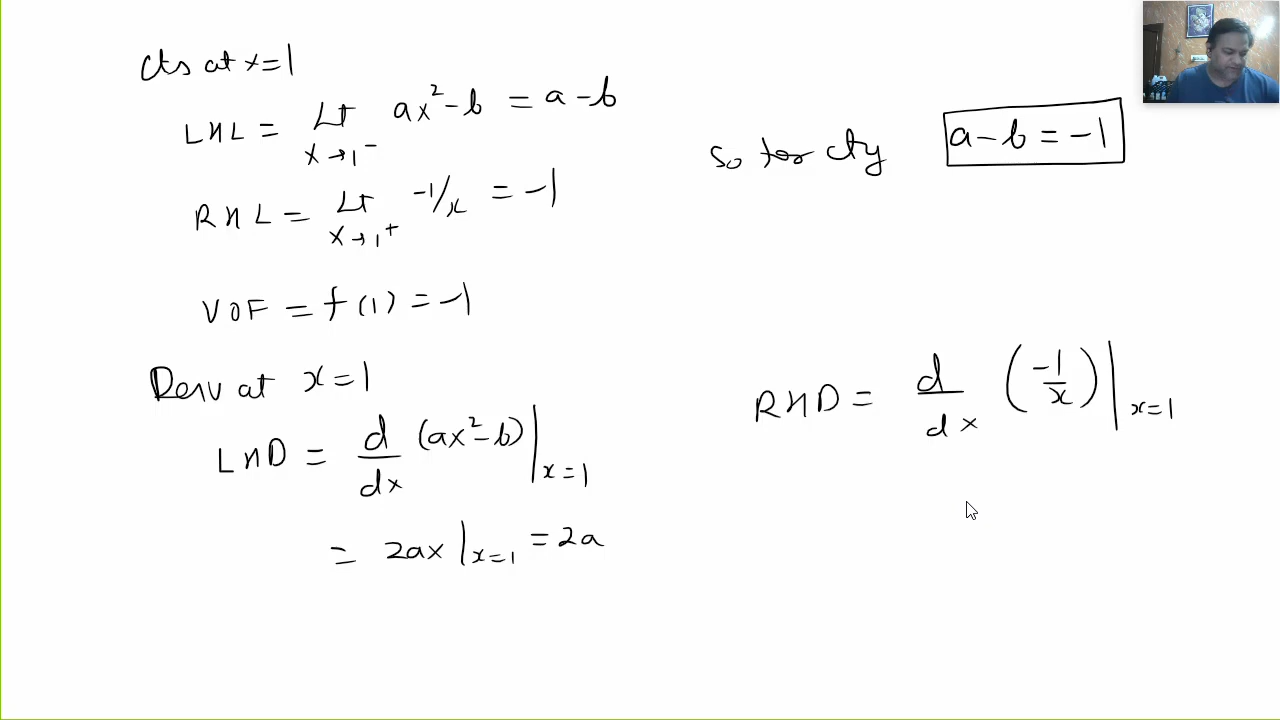 Cts at x=1
LHL = Lt x→1⁻ ax²-b = a-b
So for cty a-b = -1
RHL = Lt x→1⁺ -1/x = -1
VOF = f(1) = -1
Derv at x=1
LHD = d/dx (ax²-b)|x=1
= 2ax|x=1 = 2a
RHD = d/dx (-1/x)|x=1